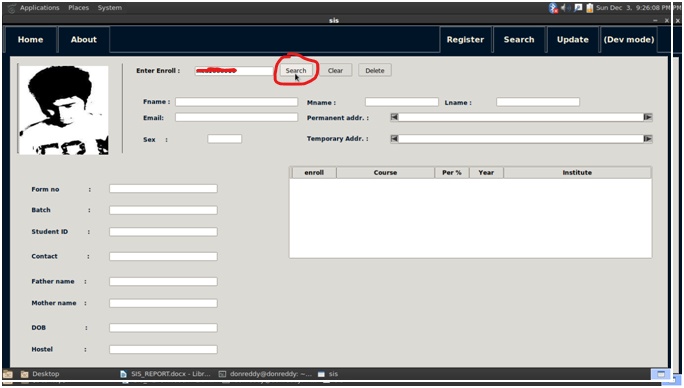 Applications Places System Sun Dec 3, 9:26:08 PM
sis
Home About Register Search Update (Dev mode)
Enter Enroll : Search Clear Delete
Fname : Mname : Lname :
Email: Permanent addr. :
Sex : Temporary Addr. :
enroll Course Per % Year Institute
Form no :
Batch :
Student ID :
Contact :
Father name :
Mother name :
DOB :
Hostel :
Desktop SIS_REPORT.docx - Libr... donreddy@donreddy: ~... sis